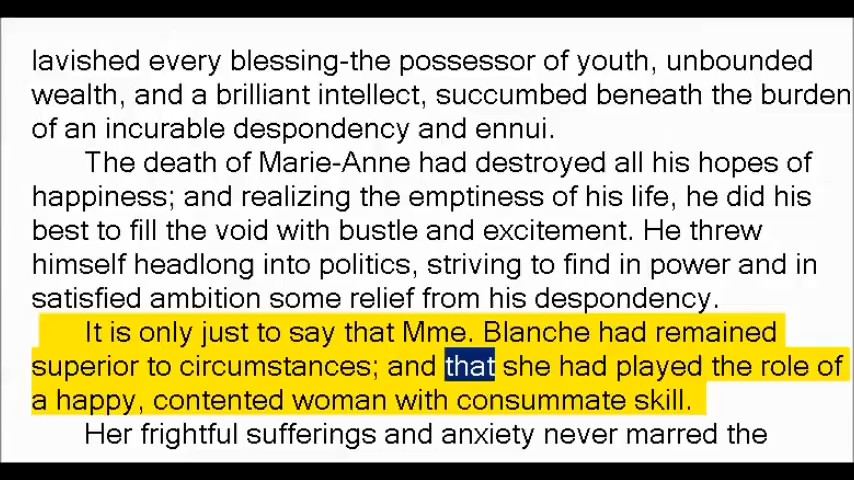 lavished every blessing-the possessor of youth, unbounded
wealth, and a brilliant intellect, succumbed beneath the burden
of an incurable despondency and ennui.
The death of Marie-Anne had destroyed all his hopes of
happiness; and realizing the emptiness of his life, he did his
best to fill the void with bustle and excitement. He threw
himself headlong into politics, striving to find in power and in
satisfied ambition some relief from his despondency.
It is only just to say that Mme. Blanche had remained
superior to circumstances; and that she had played the role of
a happy, contented woman with consummate skill.
Her frightful sufferings and anxiety never marred the